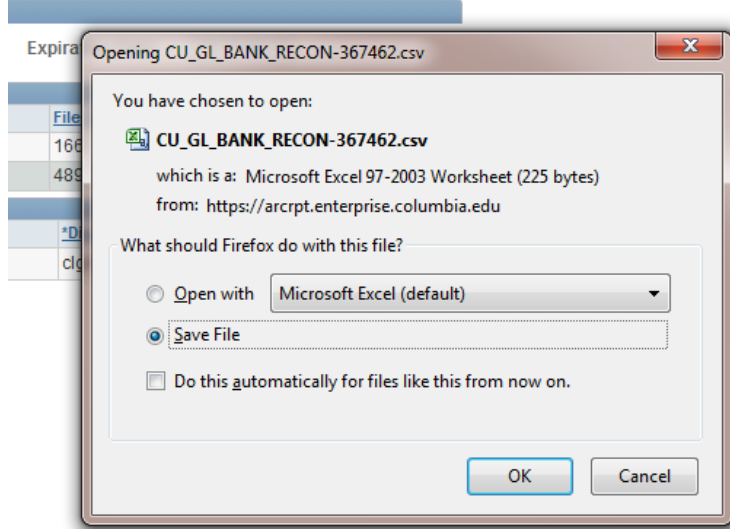 Expira
Opening CU_GL_BANK_RECON-367462.csv
You have chosen to open:
File
CU_GL_BANK_RECON-367462.csv
166
489
which is a: Microsoft Excel 97-2003 Worksheet (225 bytes)
from: https://arcrpt.enterprise.columbia.edu
*Di
What should Firefox do with this file?
Open with
Microsoft Excel (default)
Save File
Do this automatically for files like this from now on.
OK
Cancel